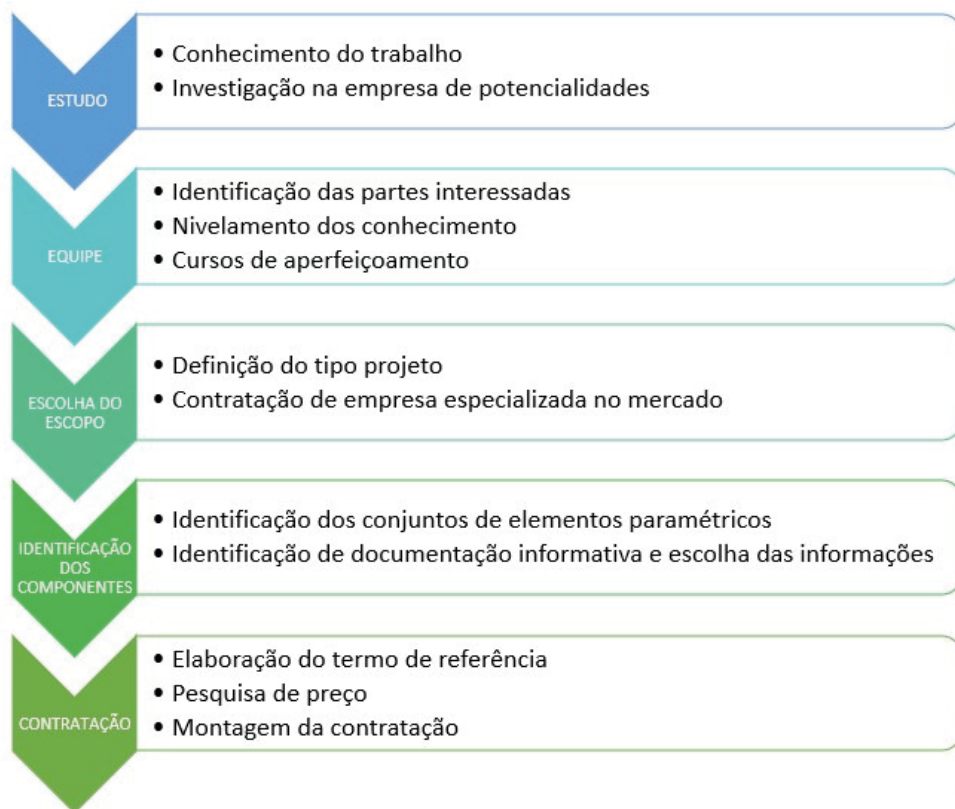 ESTUDO
• Conhecimento do trabalho
• Investigação na empresa de potencialidades
EQUIPE
• Identificação das partes interessadas
• Nivelamento dos conhecimento
• Cursos de aperfeiçoamento
ESCOLHA DO
ESCOPO
• Definição do tipo projeto
• Contratação de empresa especializada no mercado
IDENTIFICAÇÃO
DOS
COMPONENTES
• Identificação dos conjuntos de elementos paramétricos
• Identificação de documentação informativa e escolha das informações
CONTRATAÇÃO
• Elaboração do termo de referência
• Pesquisa de preço
• Montagem da contratação